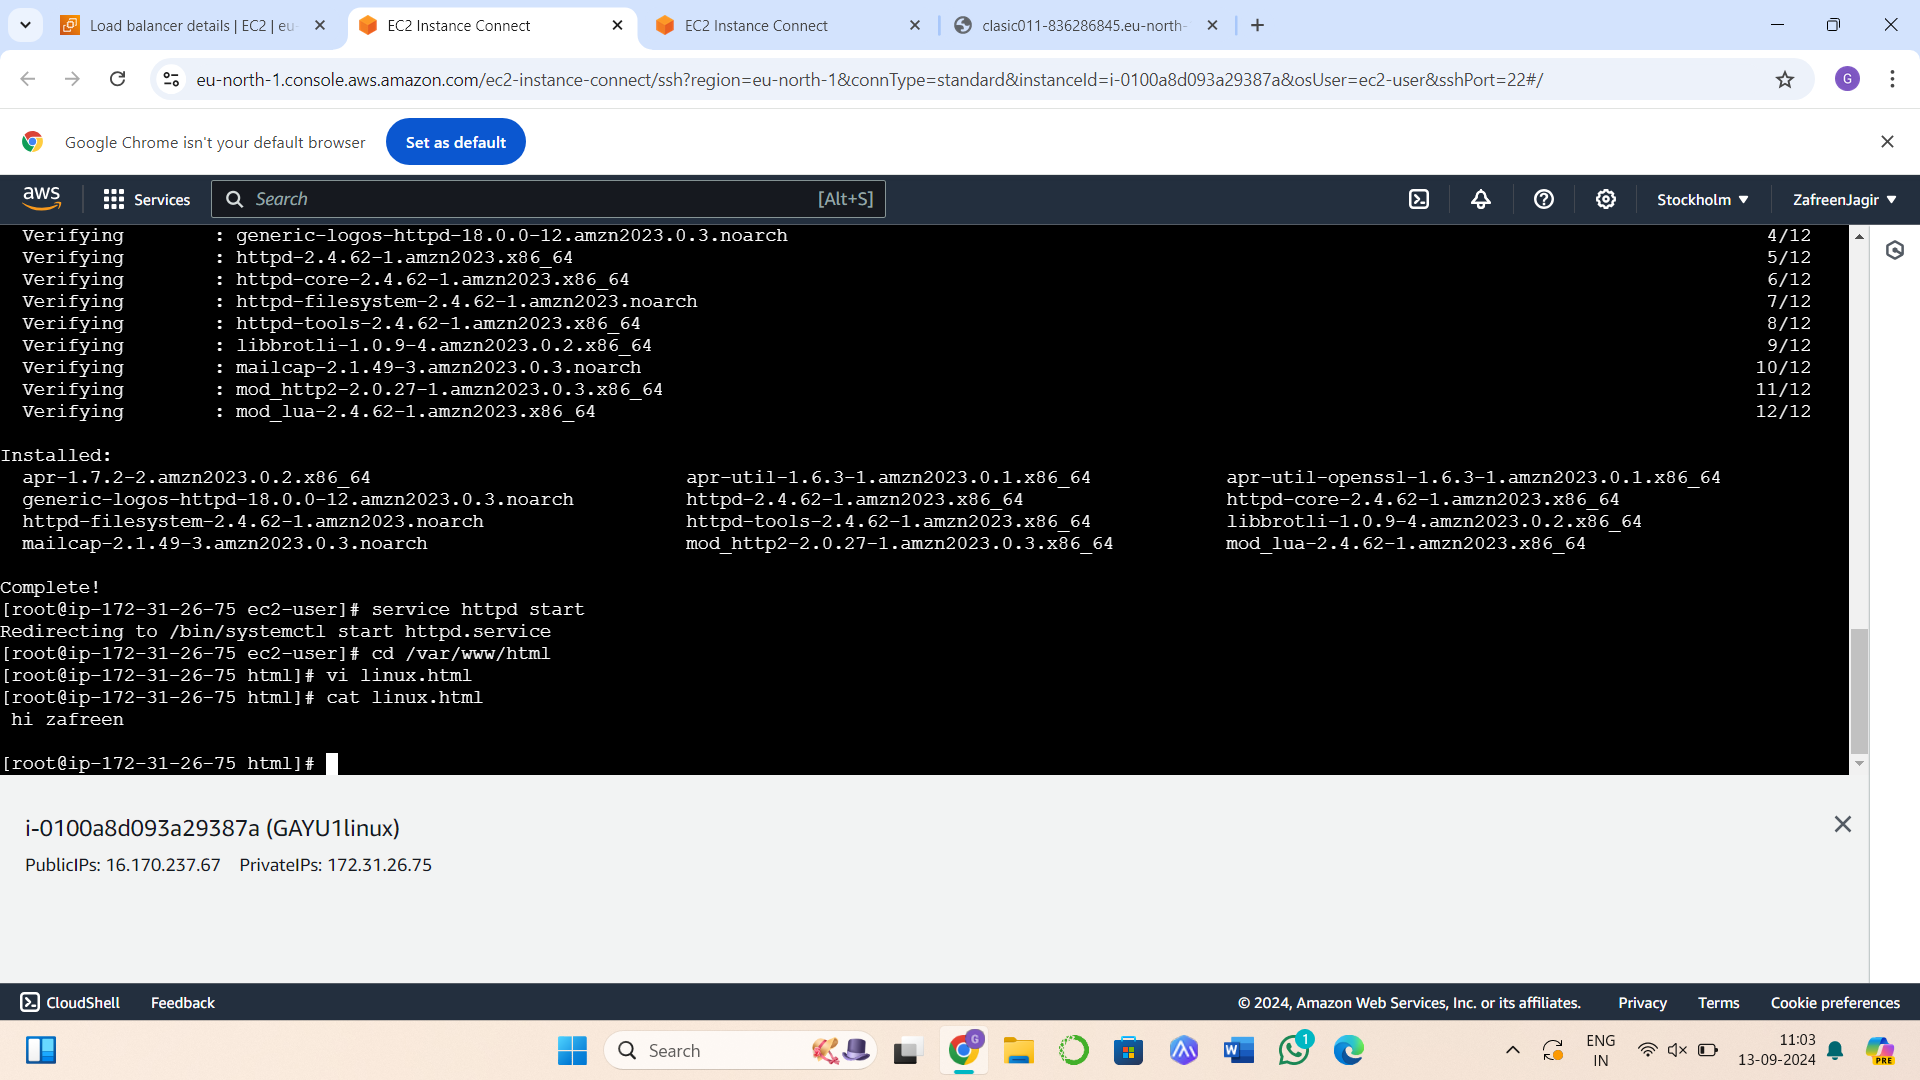 Load balancer details | EC2 | eu-
EC2 Instance Connect
EC2 Instance Connect
clasic011-836286845.eu-north-
eu-north-1.console.aws.amazon.com/ec2-instance-connect/ssh?region=eu-north-1&connType=standard&instanceId=i-0100a8d093a29387a&osUser=ec2-user&sshPort=22#/
G
Google Chrome isn't your default browser
Set as default
aws
Services
Search
[Alt+S]
Stockholm
ZafreenJagir
Verifying : generic-logos-httpd-18.0.0-12.amzn2023.0.3.noarch 4/12
Verifying : httpd-2.4.62-1.amzn2023.x86_64 5/12
Verifying : httpd-core-2.4.62-1.amzn2023.x86_64 6/12
Verifying : httpd-filesystem-2.4.62-1.amzn2023.noarch 7/12
Verifying : httpd-tools-2.4.62-1.amzn2023.x86_64 8/12
Verifying : libbrotli-1.0.9-4.amzn2023.0.2.x86_64 9/12
Verifying : mailcap-2.1.49-3.amzn2023.0.3.noarch 10/12
Verifying : mod_http2-2.0.27-1.amzn2023.0.3.x86_64 11/12
Verifying : mod_lua-2.4.62-1.amzn2023.x86_64 12/12
Installed:
apr-1.7.2-2.amzn2023.0.2.x86_64 apr-util-1.6.3-1.amzn2023.0.1.x86_64 apr-util-openssl-1.6.3-1.amzn2023.0.1.x86_64
generic-logos-httpd-18.0.0-12.amzn2023.0.3.noarch httpd-2.4.62-1.amzn2023.x86_64 httpd-core-2.4.62-1.amzn2023.x86_64
httpd-filesystem-2.4.62-1.amzn2023.noarch httpd-tools-2.4.62-1.amzn2023.x86_64 libbrotli-1.0.9-4.amzn2023.0.2.x86_64
mailcap-2.1.49-3.amzn2023.0.3.noarch mod_http2-2.0.27-1.amzn2023.0.3.x86_64 mod_lua-2.4.62-1.amzn2023.x86_64
Complete!
[root@ip-172-31-26-75 ec2-user]# service httpd start
Redirecting to /bin/systemctl start httpd.service
[root@ip-172-31-26-75 ec2-user]# cd /var/www/html
[root@ip-172-31-26-75 html]# vi linux.html
[root@ip-172-31-26-75 html]# cat linux.html
hi zafreen
[root@ip-172-31-26-75 html]#
i-0100a8d093a29387a (GAYU1linux)
PublicIPs: 16.170.237.67 PrivateIPs: 172.31.26.75
CloudShell
Feedback
© 2024, Amazon Web Services, Inc. or its affiliates.
Privacy
Terms
Cookie preferences
Search
G
W
1
ENG
IN
11:03
13-09-2024
PRE